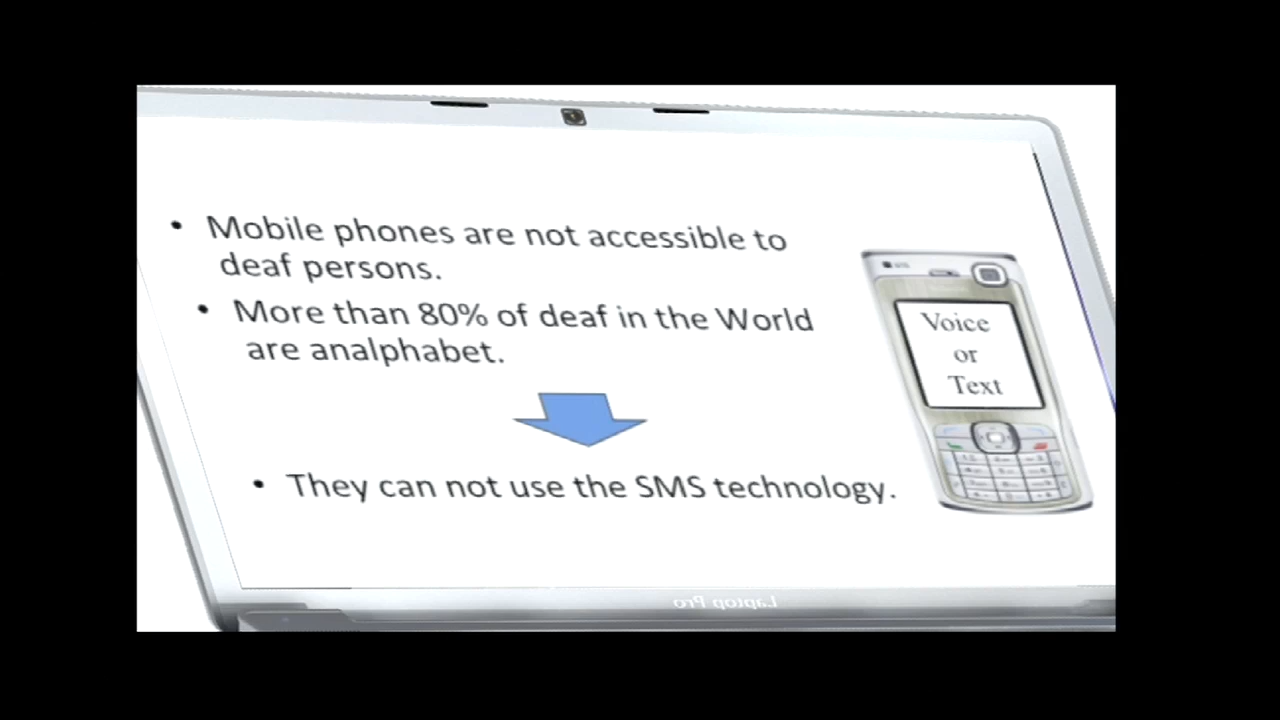 • Mobile phones are not accessible to
deaf persons.
• More than 80% of deaf in the World
are analphabet.
• They can not use the SMS technology.
Voice
or
Text
Laptop Pro